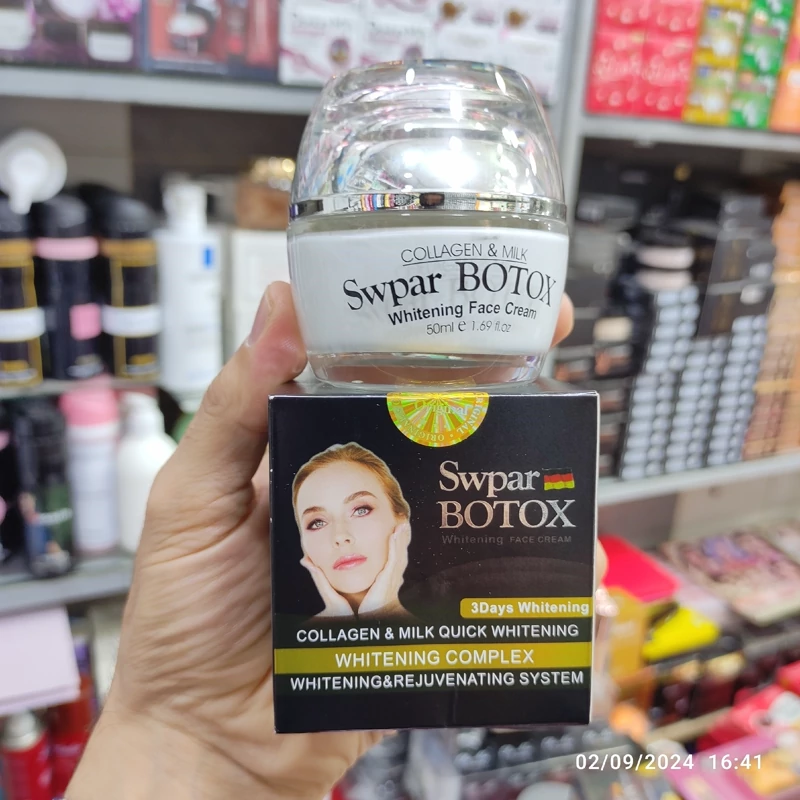 COLLAGEN & MILK
Swpar BOTOX
Whitening Face Cream
50ml e 1.69 fl.oz
ORIGINAL
Swpar
BOTOX
Whitening FACE CREAM
3Days Whitening
COLLAGEN & MILK QUICK WHITENING
WHITENING COMPLEX
WHITENING&REJUVENATING SYSTEM
02/09/2024 16:41